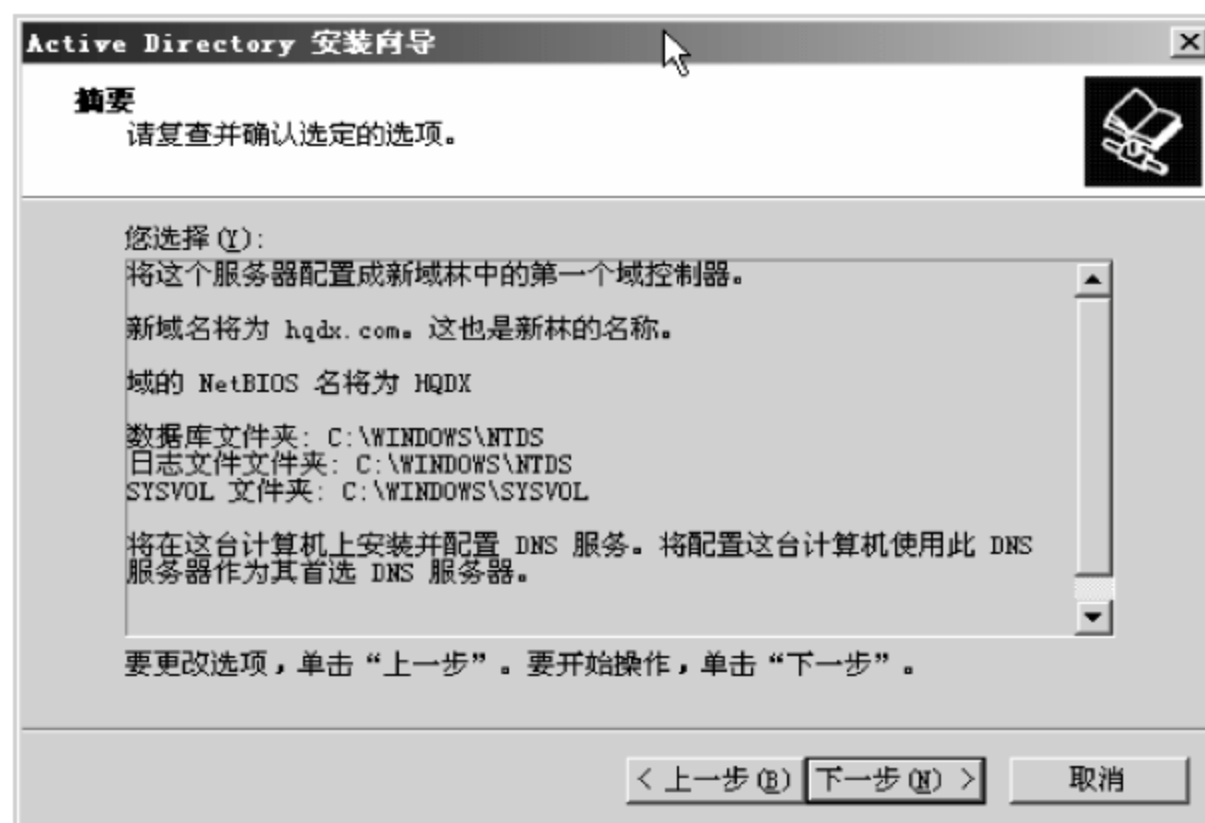 Active Directory 安装向导
摘要
请复查并确认选定的选项。
您选择(Y):
将这个服务器配置成新域林中的第一个域控制器。
新域名将为 hqdx.com。这也是新林的名称。
域的 NetBIOS 名将为 HQDX
数据库文件夹: C:\WINDOWS\NTDS
日志文件文件夹: C:\WINDOWS\NTDS
SYSVOL 文件夹: C:\WINDOWS\SYSVOL
将在这台计算机上安装并配置 DNS 服务。将配置这台计算机使用此 DNS
服务器作为其首选 DNS 服务器。
要更改选项，单击“上一步”。要开始操作，单击“下一步”。
< 上一步(B) 下一步(N) > 取消